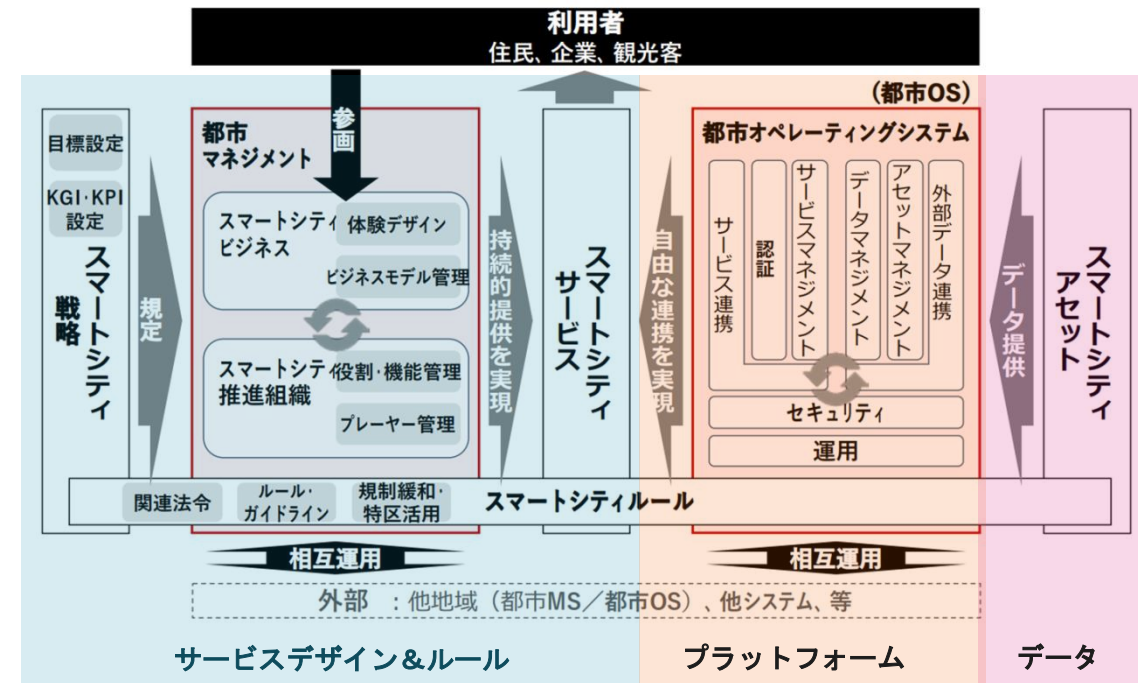 利用者
住民、企業、観光客
(都市OS)
目標設定
KGI･KPI
設定
スマートシティ
戦略
規定
都市
マネジメント
参画
スマートシティ
ビジネス
体験デザイン
ビジネスモデル管理
スマートシティ
推進組織
役割･機能管理
プレーヤー管理
持続的提供を実現
スマートシティ
サービス
自由な連携を実現
都市オペレーティングシステム
サービス連携
認証
サービスマネジメント
データマネジメント
アセットマネジメント
外部データ連携
セキュリティ
運用
データ提供
スマートシティ
アセット
関連法令
ルール･
ガイドライン
規制緩和･
特区活用
スマートシティルール
相互運用
相互運用
外部 ：他地域（都市MS／都市OS）、他システム、等
サービスデザイン＆ルール
プラットフォーム
データ